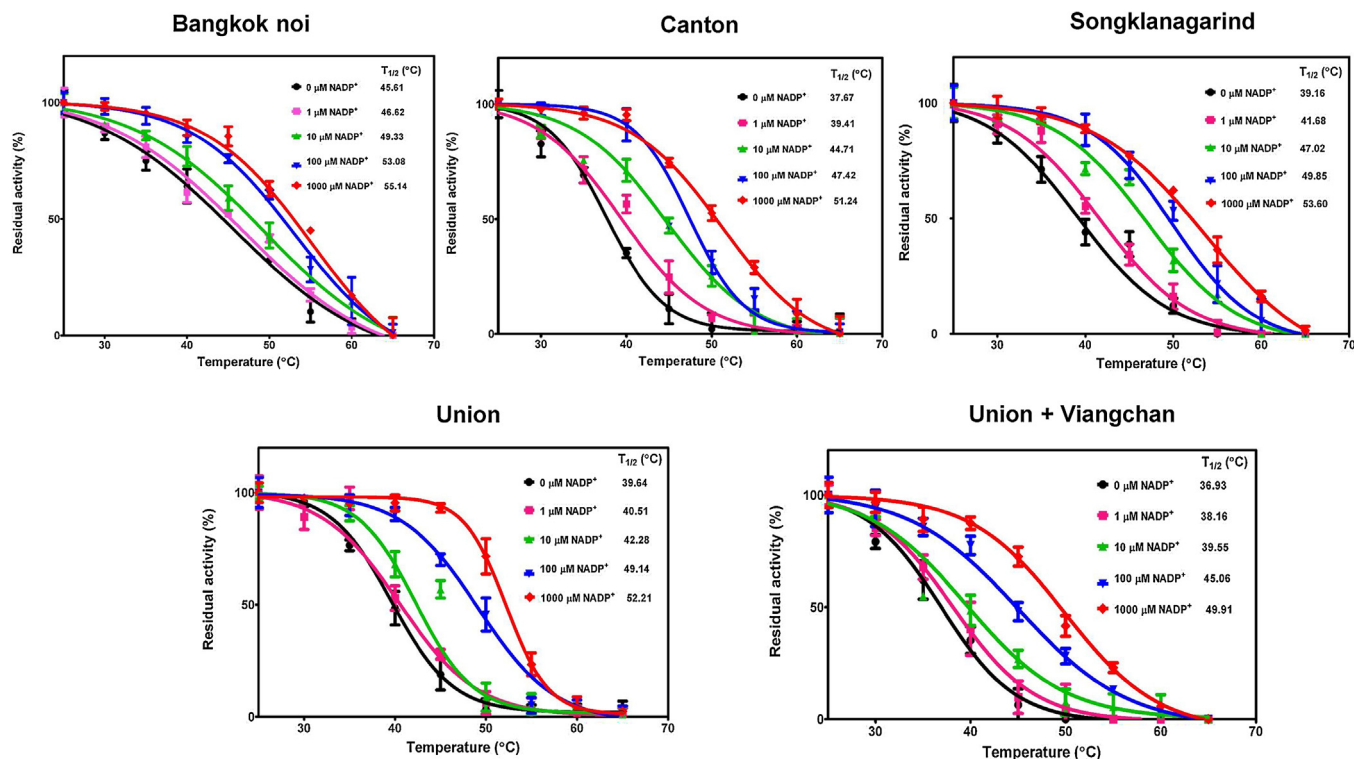 Bangkok noi
T1/2 (°C)
0 µM NADP+ 45.61
1 µM NADP+ 46.62
10 µM NADP+ 49.33
100 µM NADP+ 53.08
1000 µM NADP+ 55.14
Residual activity (%)
100
50
0
30 40 50 60 70
Temperature (°C)
Canton
T1/2 (°C)
0 µM NADP+ 37.67
1 µM NADP+ 39.41
10 µM NADP+ 44.71
100 µM NADP+ 47.42
1000 µM NADP+ 51.24
Residual activity (%)
100
50
0
30 40 50 60 70
Temperature (°C)
Songklanagarind
T1/2 (°C)
0 µM NADP+ 39.16
1 µM NADP+ 41.68
10 µM NADP+ 47.02
100 µM NADP+ 49.85
1000 µM NADP+ 53.60
Residual activity (%)
100
50
0
30 40 50 60 70
Temperature (°C)
Union
T1/2 (°C)
0 µM NADP+ 39.64
1 µM NADP+ 40.51
10 µM NADP+ 42.28
100 µM NADP+ 49.14
1000 µM NADP+ 52.21
Residual activity (%)
100
50
0
30 40 50 60 70
Temperature (°C)
Union + Viangchan
T1/2 (°C)
0 µM NADP+ 36.93
1 µM NADP+ 38.16
10 µM NADP+ 39.55
100 µM NADP+ 45.06
1000 µM NADP+ 49.91
Residual activity (%)
100
50
0
30 40 50 60 70
Temperature (°C)